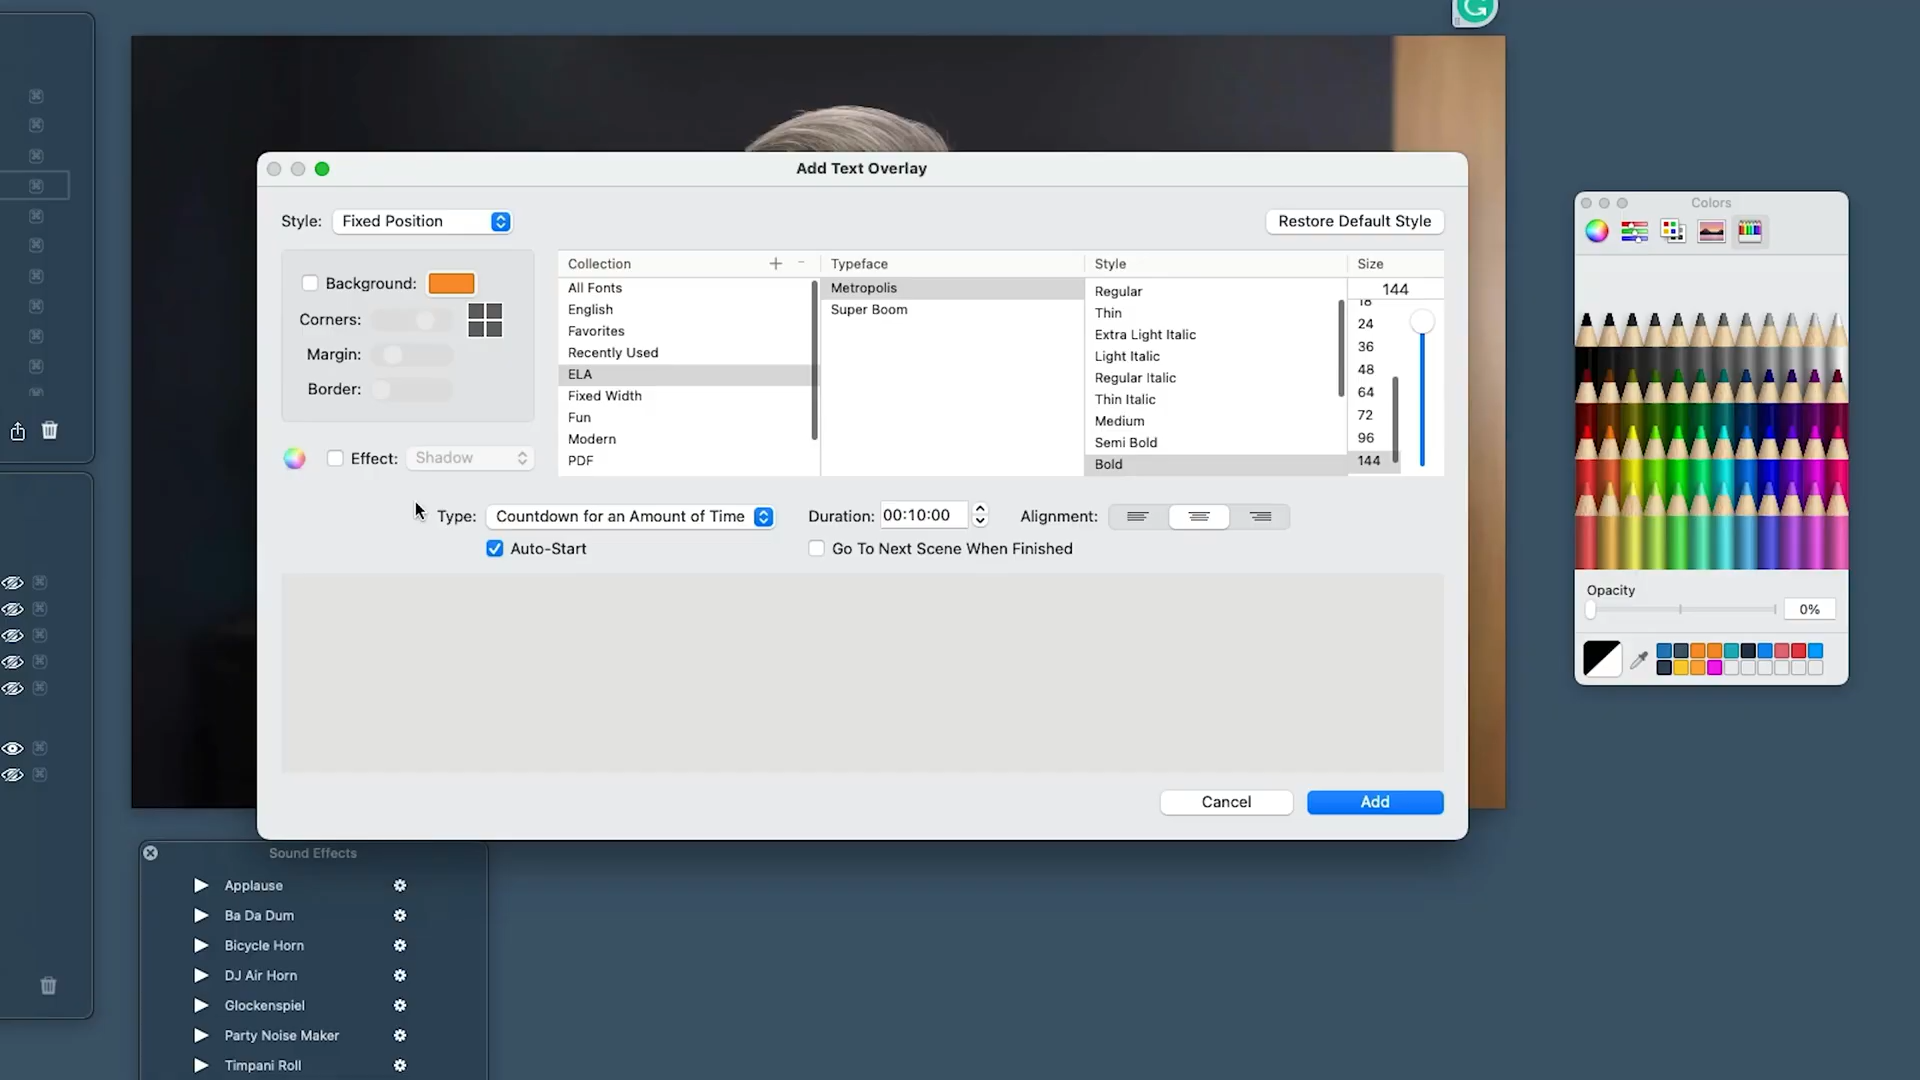 Add Text Overlay
Style: Fixed Position
Restore Default Style
Background:
Corners:
Margin:
Border:
Effect: Shadow
Collection + -
All Fonts
English
Favorites
Recently Used
ELA
Fixed Width
Fun
Modern
PDF
Typeface
Metropolis
Super Boom
Style
Regular
Thin
Extra Light Italic
Light Italic
Regular Italic
Thin Italic
Medium
Semi Bold
Bold
Size
144
18
24
36
48
64
72
96
144
Type: Countdown for an Amount of Time
Duration: 00:10:00
Alignment:
Auto-Start
Go To Next Scene When Finished
Cancel
Add
Colors
Opacity
0%
Sound Effects
Applause
Ba Da Dum
Bicycle Horn
DJ Air Horn
Glockenspiel
Party Noise Maker
Timpani Roll